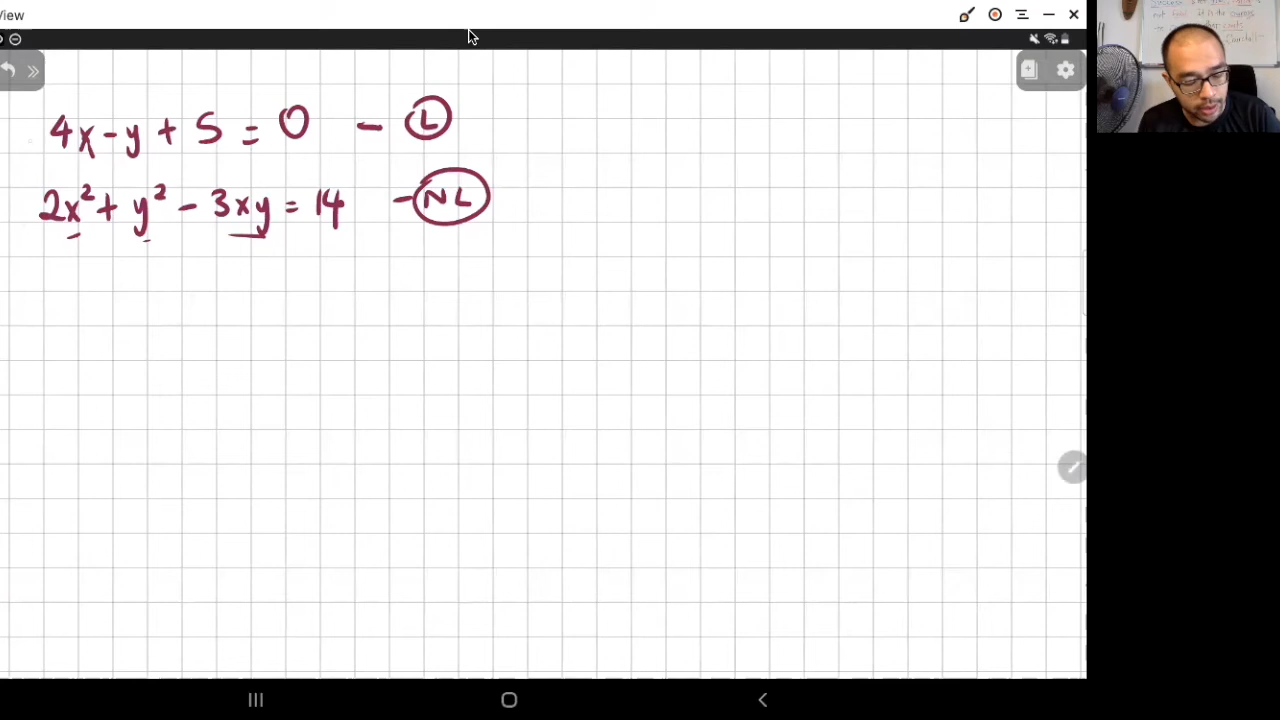 View
4x - y + 5 = 0 - Ⓛ
2x² + y² - 3xy = 14 - NL